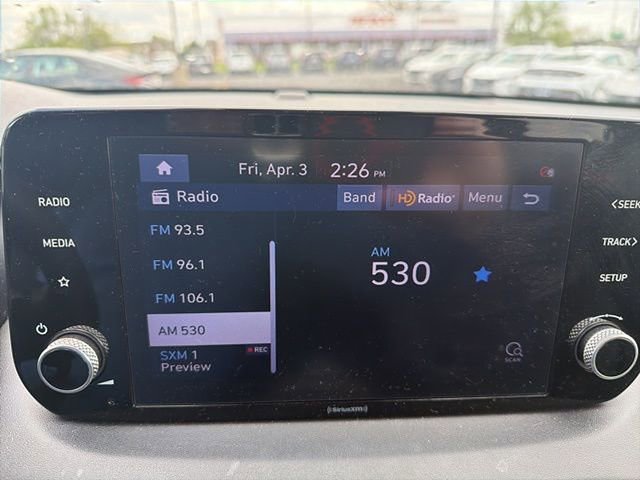 Fri, Apr. 3 2:26 PM
Radio Band HD Radio Menu
RADIO
MEDIA
FM 93.5
FM 96.1
FM 106.1
AM 530
SXM 1 REC
Preview
AM
530
SCAN
<SEEK
TRACK>
SETUP
((SiriusXM))